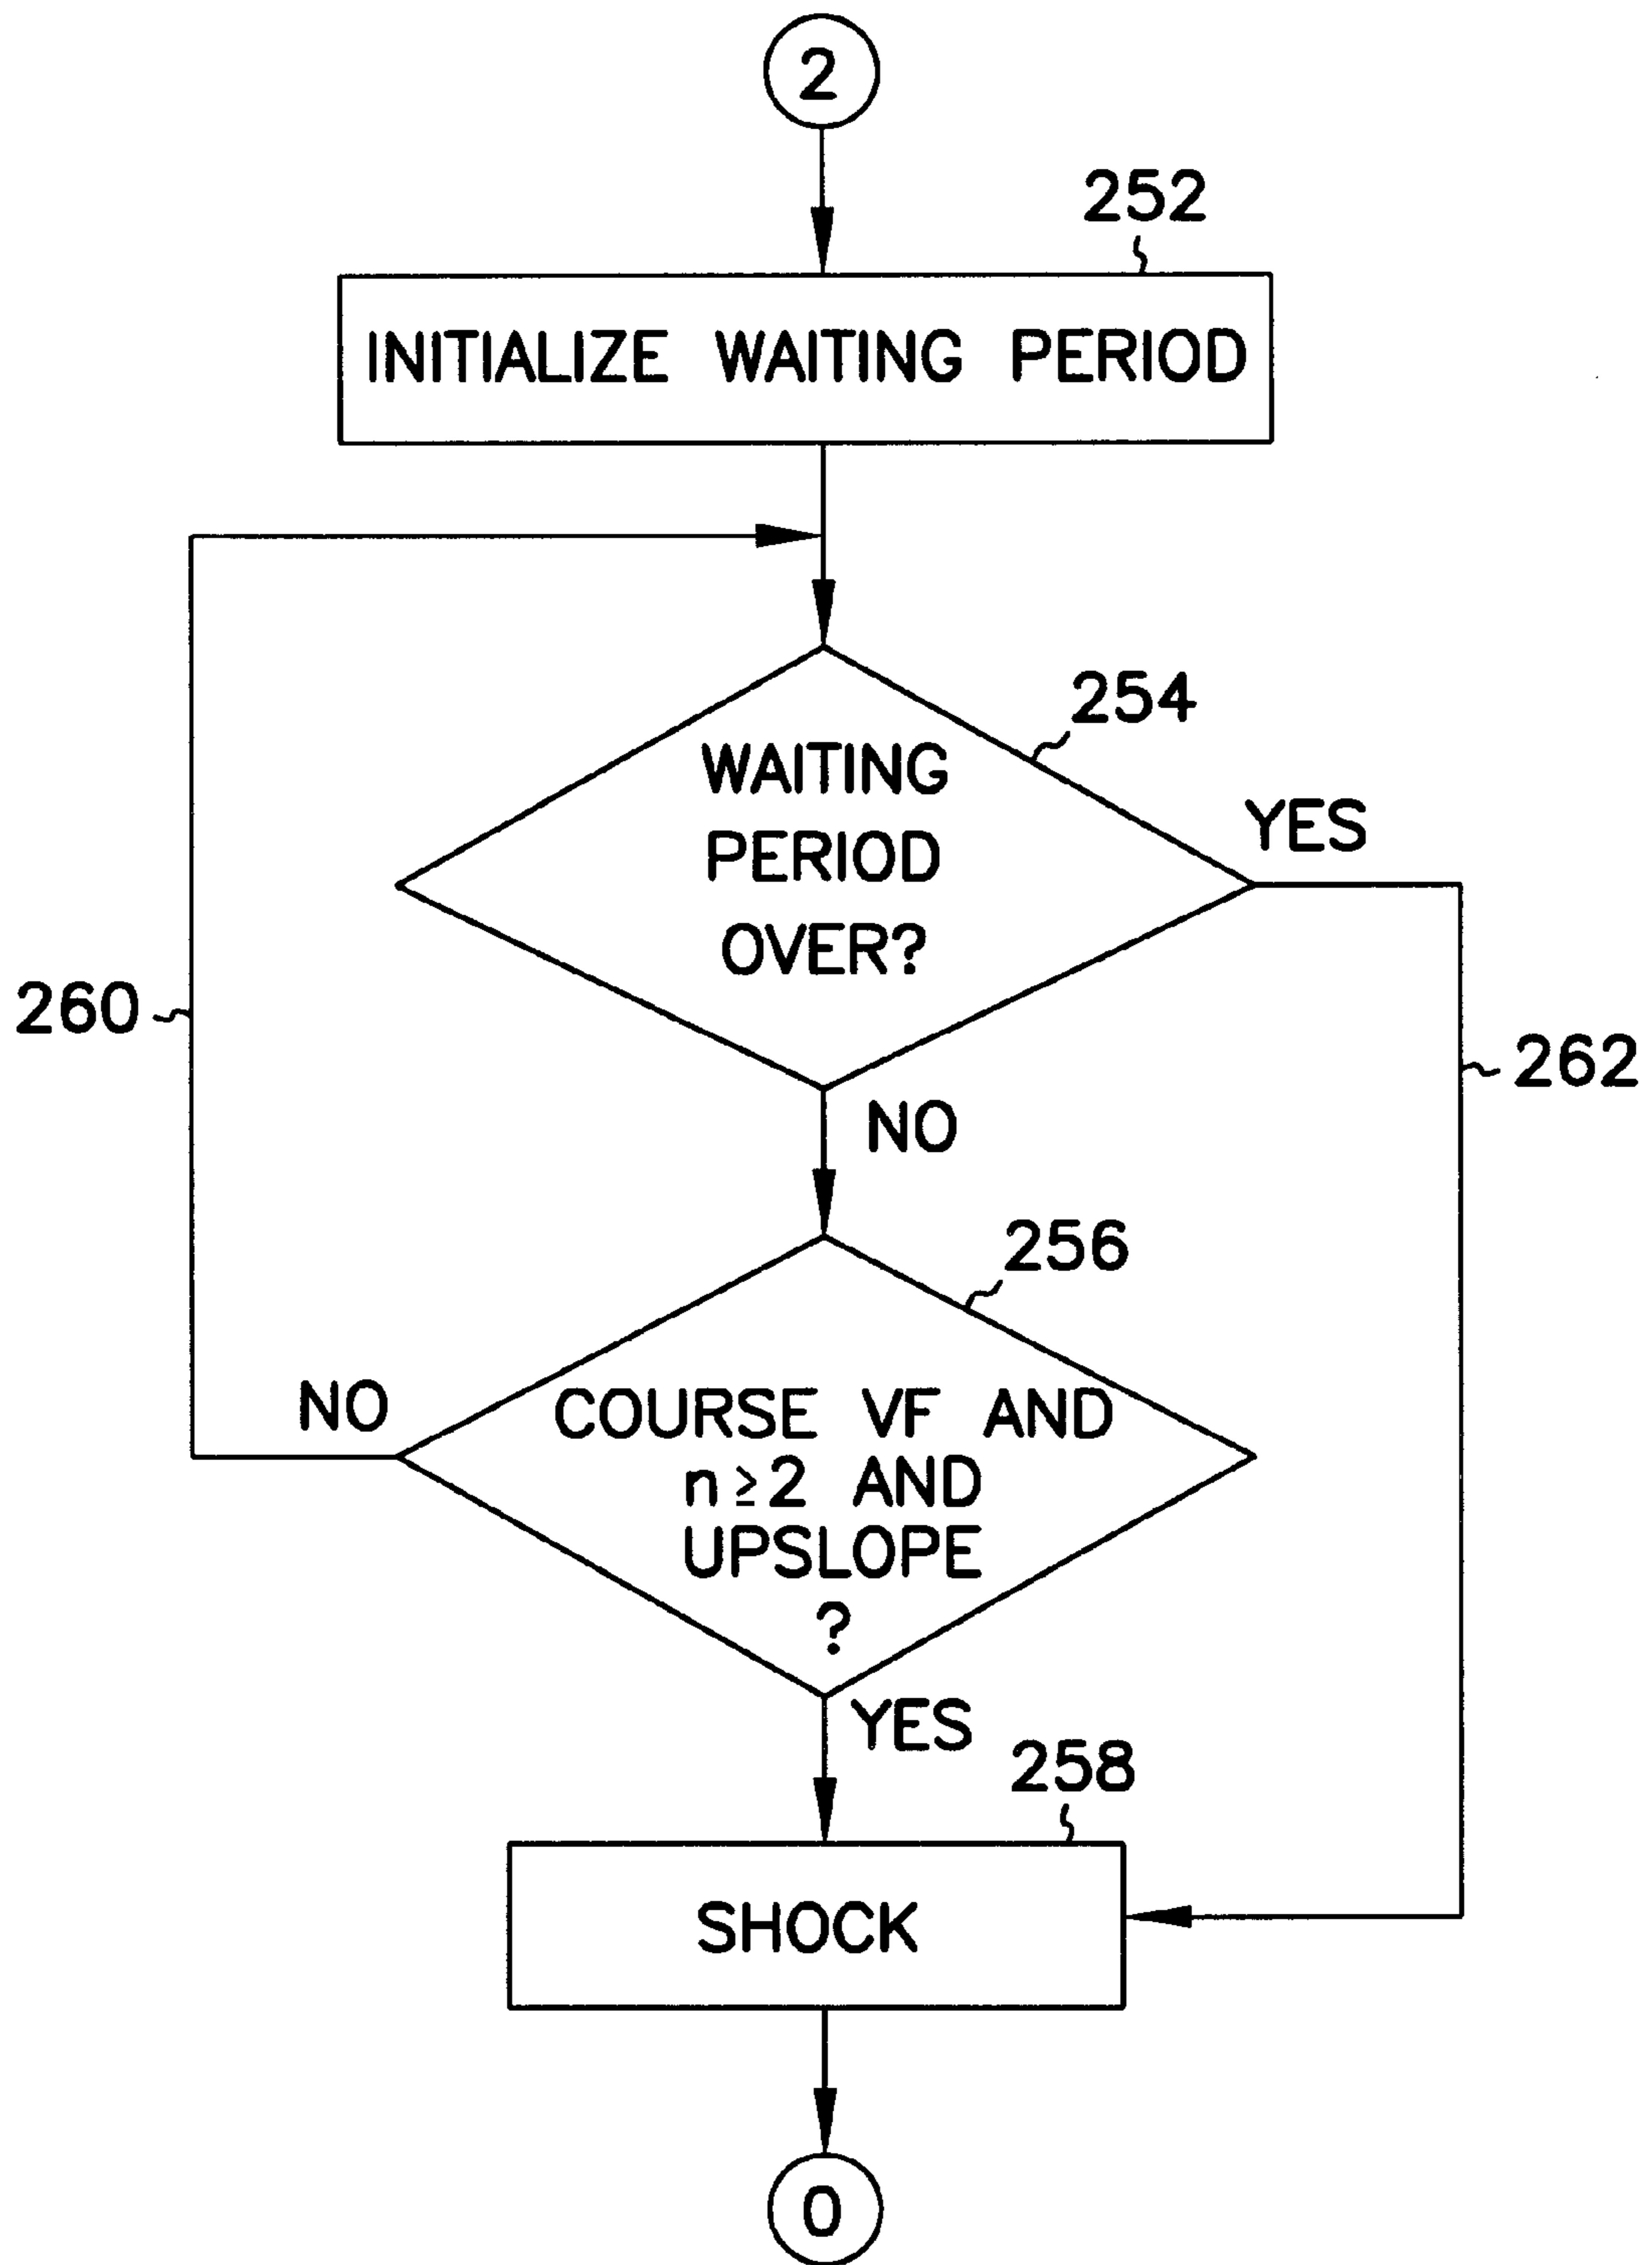 2
252
INITIALIZE WAITING PERIOD
254
WAITING
PERIOD
OVER?
YES
260
262
NO
256
NO
COURSE VF AND
n ≥ 2 AND
UPSLOPE
?
YES
258
SHOCK
0